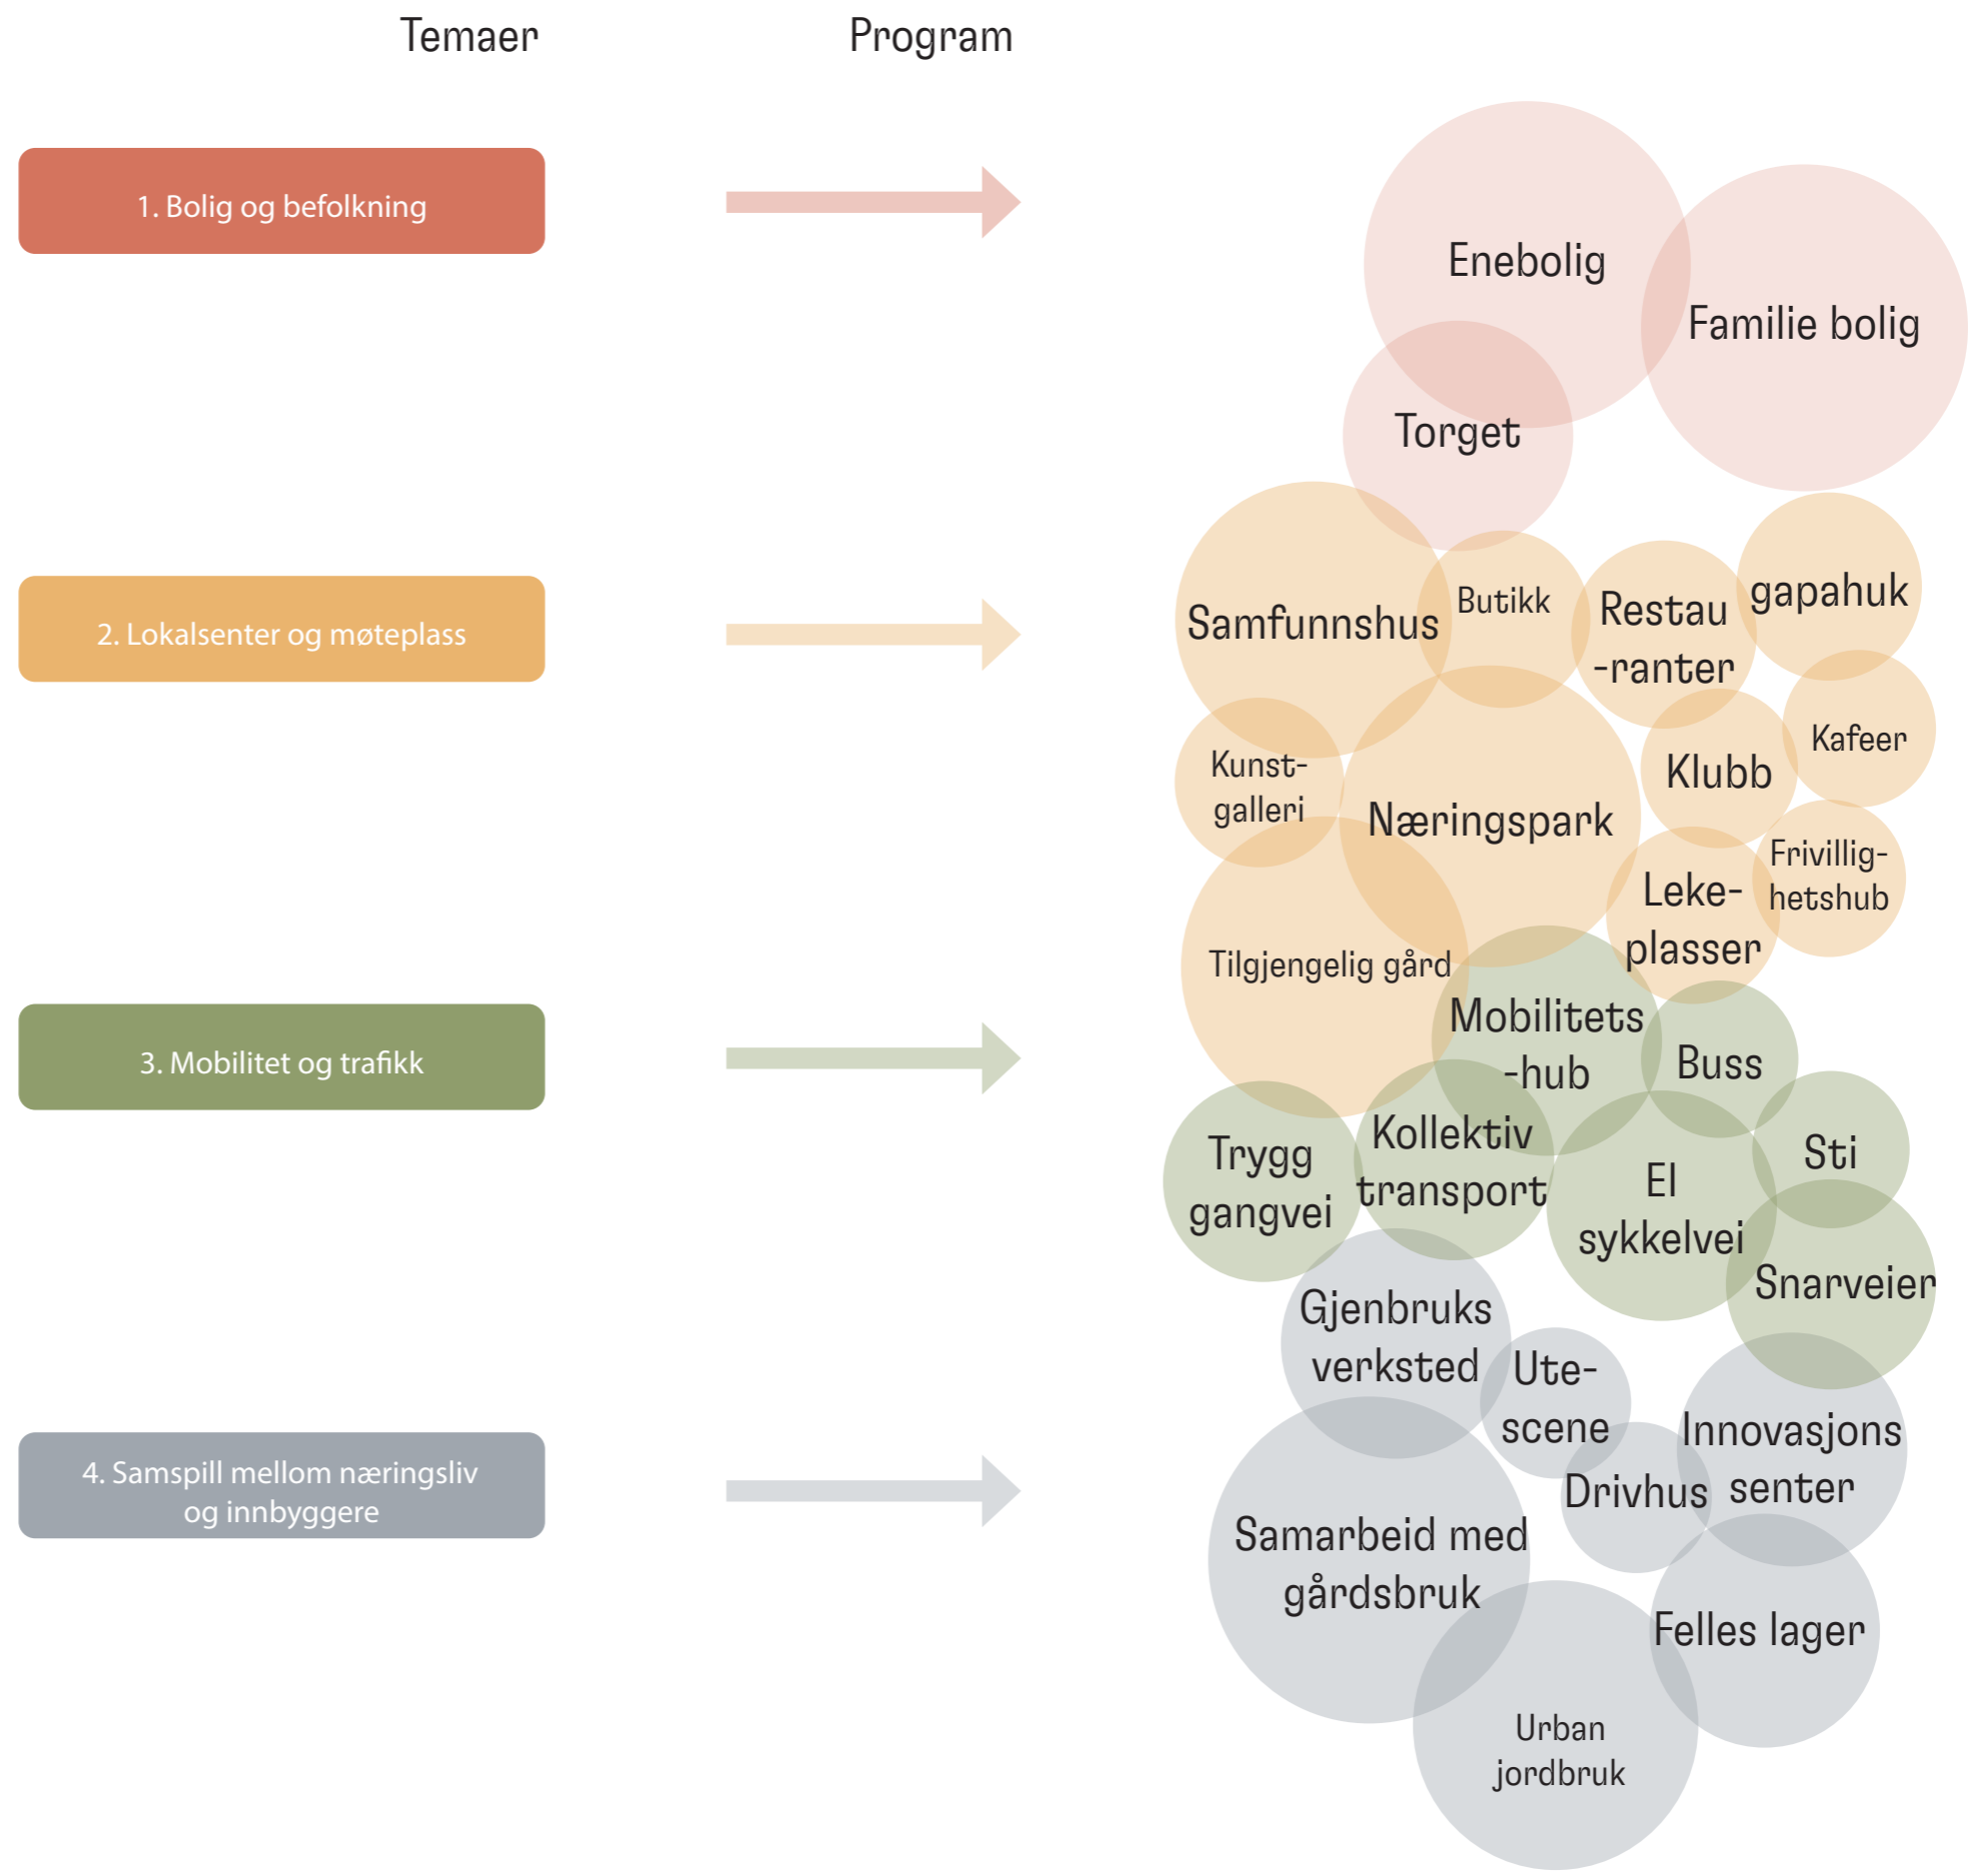 Temaer
Program
1. Bolig og befolkning
2. Lokalsenter og møteplass
3. Mobilitet og trafikk
4. Samspill mellom næringsliv
og innbyggere
Enebolig
Familie bolig
Torget
Samfunnshus
Butikk
Restau
-ranter
gapahuk
Kunst-
galleri
Næringspark
Klubb
Kafeer
Leke-
plasser
Frivillig-
hetshub
Tilgjengelig gård
Mobilitets
-hub
Buss
Trygg
gangvei
Kollektiv
transport
El
sykkelvei
Sti
Snarveier
Gjenbruks
verksted
Ute-
scene
Drivhus
Innovasjons
senter
Samarbeid med
gårdsbruk
Felles lager
Urban
jordbruk